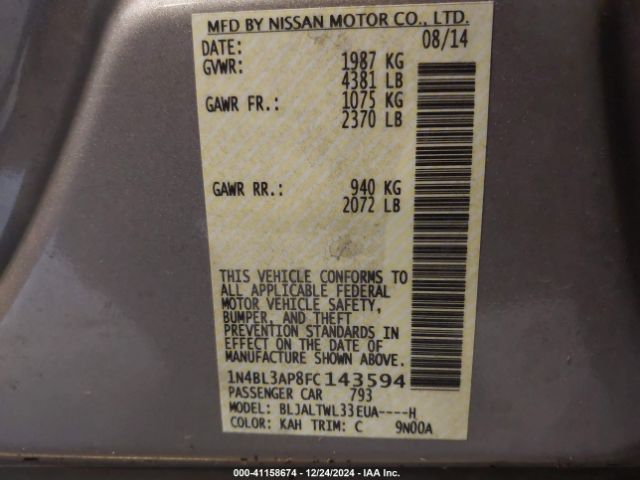 MFD BY NISSAN MOTOR CO., LTD.
DATE: 08/14
GVWR: 1987 KG
4381 LB
GAWR FR.: 1075 KG
2370 LB
GAWR RR.: 940 KG
2072 LB
THIS VEHICLE CONFORMS TO
ALL APPLICABLE FEDERAL
MOTOR VEHICLE SAFETY,
BUMPER, AND THEFT
PREVENTION STANDARDS IN
EFFECT ON THE DATE OF
MANUFACTURE SHOWN ABOVE.
1N4BL3AP8FC143594
PASSENGER CAR 793
MODEL: BLJALTWL33EUA----H
COLOR: KAH TRIM: C 9N00A
000-41158674 - 12/24/2024 - IAA Inc.